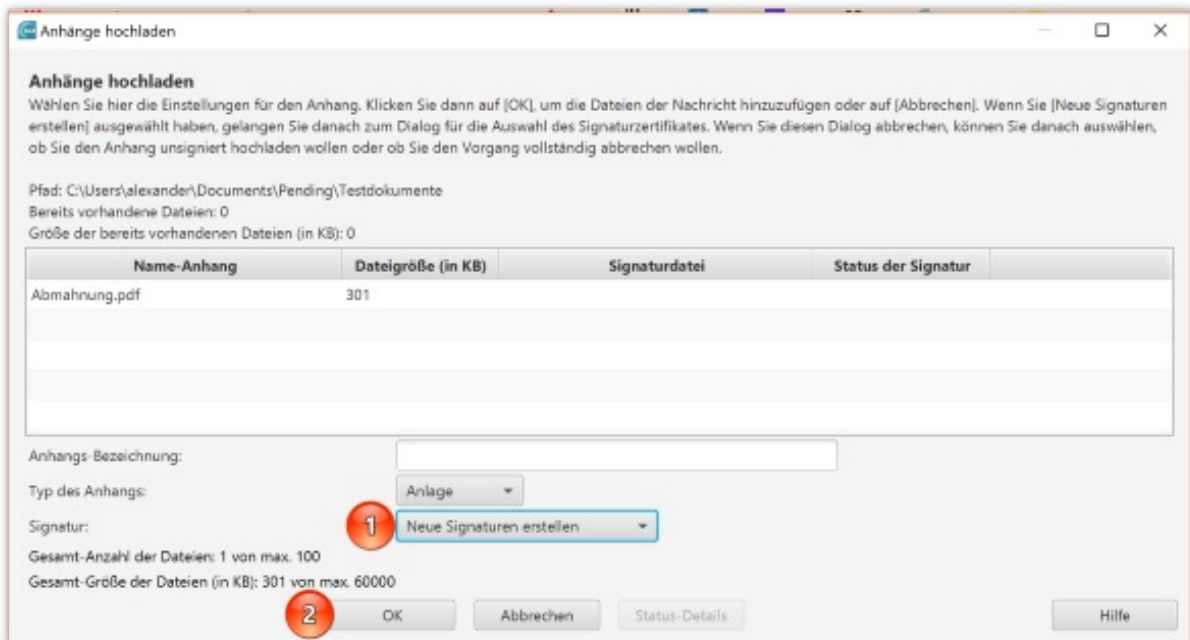 Anhänge hochladen
Anhänge hochladen
Wählen Sie hier die Einstellungen für den Anhang. Klicken Sie dann auf [OK], um die Dateien der Nachricht hinzuzufügen oder auf [Abbrechen]. Wenn Sie [Neue Signaturen
erstellen] ausgewählt haben, gelangen Sie danach zum Dialog für die Auswahl des Signaturzertifikates. Wenn Sie diesen Dialog abbrechen, können Sie danach auswählen,
ob Sie den Anhang unsigniert hochladen wollen oder ob Sie den Vorgang vollständig abbrechen wollen.
Pfad: C:\Users\alexander\Documents\Pending\Testdokumente
Bereits vorhandene Dateien: 0
Größe der bereits vorhandenen Dateien (in KB): 0
Name-Anhang Dateigröße (in KB) Signaturdatei Status der Signatur
Abmahnung.pdf 301
Anhangs-Bezeichnung:
Typ des Anhangs: Anlage
Signatur: 1 Neue Signaturen erstellen
Gesamt-Anzahl der Dateien: 1 von max. 100
Gesamt-Größe der Dateien (in KB): 301 von max. 60000
2 OK Abbrechen Status-Details Hilfe